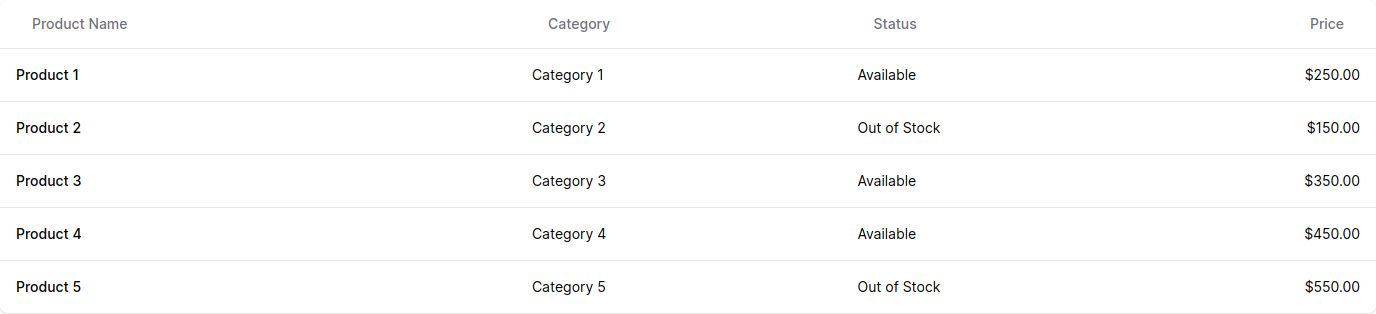 Product Name Category Status Price
Product 1 Category 1 Available $250.00
Product 2 Category 2 Out of Stock $150.00
Product 3 Category 3 Available $350.00
Product 4 Category 4 Available $450.00
Product 5 Category 5 Out of Stock $550.00